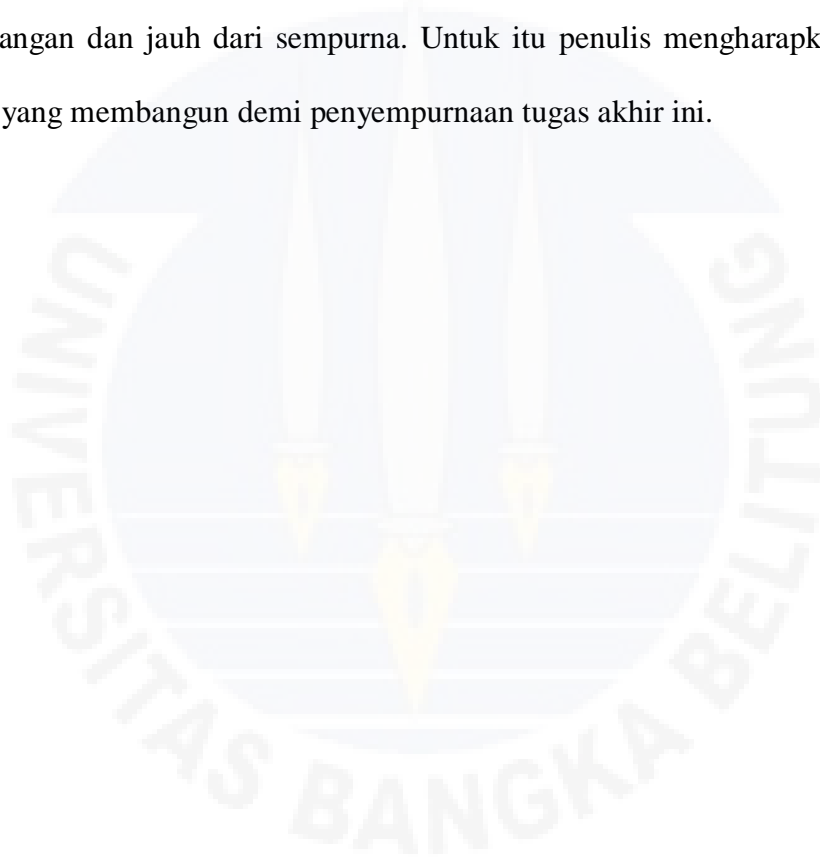 angan dan jauh dari sempurna. Untuk itu penulis mengharapk
yang membangun demi penyempurnaan tugas akhir ini.
UNIVERSITAS BANGKA BELITUNG